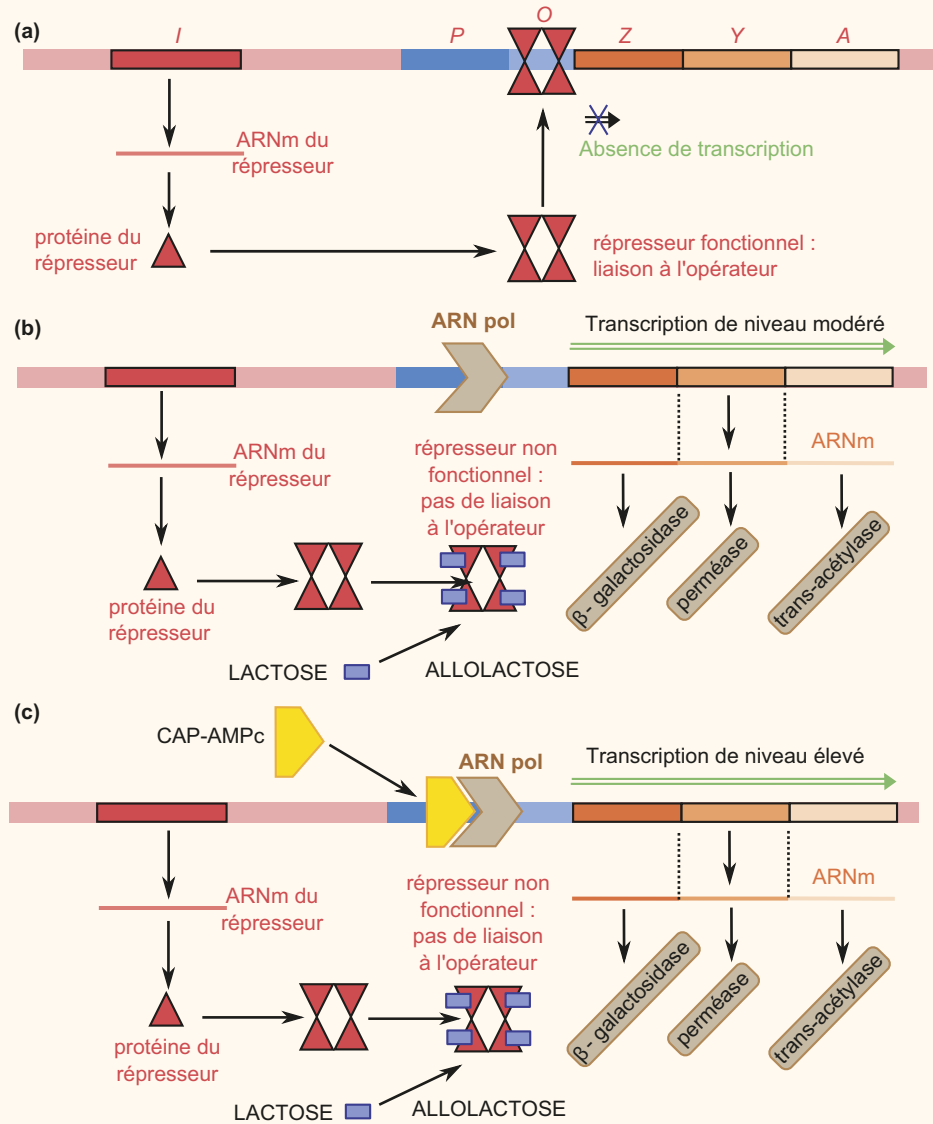 (a)
I
P
O
Z
Y
A
ARNm du
répresseur
Absence de transcription
protéine du
répresseur
répresseur fonctionnel :
liaison à l'opérateur
(b)
ARN pol
Transcription de niveau modéré
ARNm du
répresseur
répresseur non
fonctionnel :
pas de liaison
à l'opérateur
ARNm
β - galactosidase
perméase
trans-acétylase
protéine du
répresseur
LACTOSE
ALLOLACTOSE
(c)
CAP-AMPc
ARN pol
Transcription de niveau élevé
ARNm du
répresseur
répresseur non
fonctionnel :
pas de liaison
à l'opérateur
ARNm
β - galactosidase
perméase
trans-acétylase
protéine du
répresseur
LACTOSE
ALLOLACTOSE